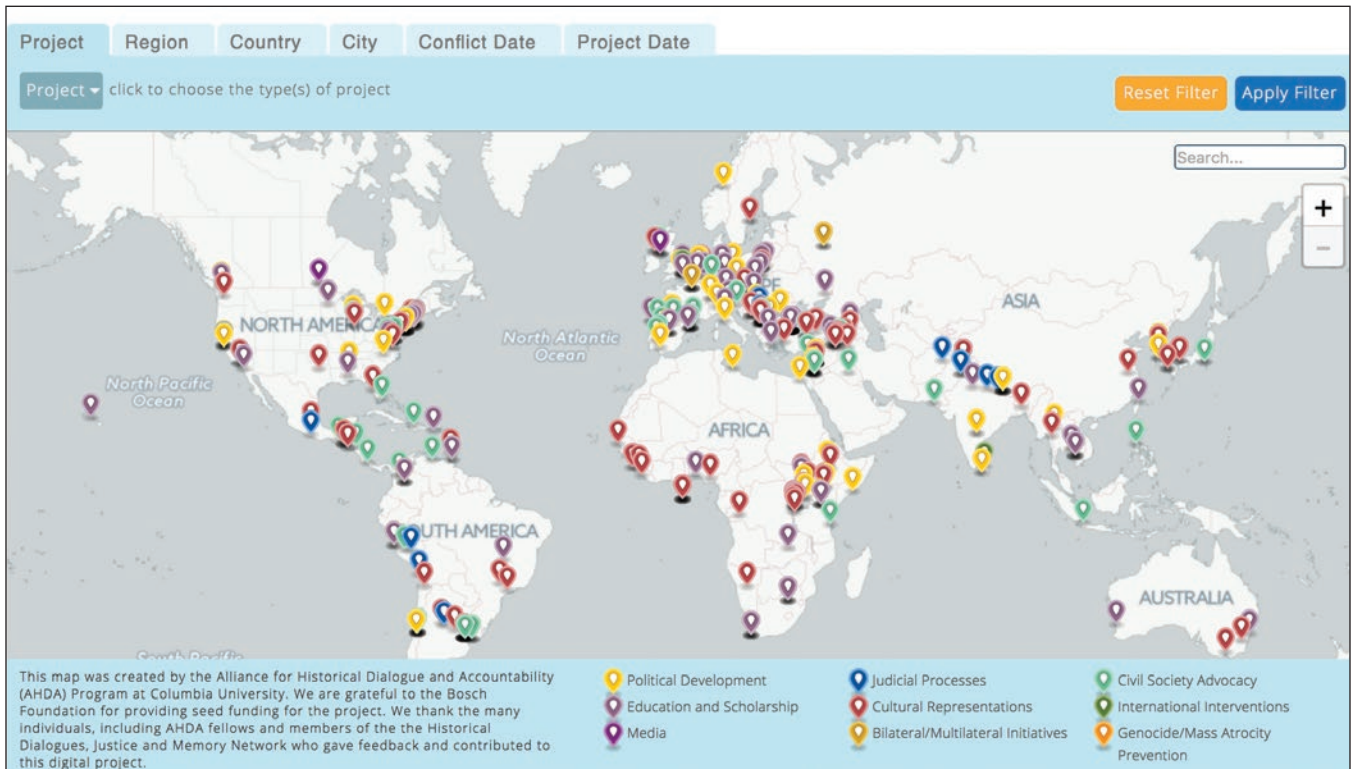 Project Region Country City Conflict Date Project Date
Project click to choose the type(s) of project
Reset Filter Apply Filter
Search...
+
−
ASIA
NORTH AMERICA
North Atlantic
Ocean
North Pacific
Ocean
AFRICA
SOUTH AMERICA
AUSTRALIA
South Pacific
This map was created by the Alliance for Historical Dialogue and Accountability
(AHDA) Program at Columbia University. We are grateful to the Bosch
Foundation for providing seed funding for the project. We thank the many
individuals, including AHDA fellows and members of the the Historical
Dialogues, Justice and Memory Network who gave feedback and contributed to
this digital project.
Political Development
Education and Scholarship
Media
Judicial Processes
Cultural Representations
Bilateral/Multilateral Initiatives
Civil Society Advocacy
International Interventions
Genocide/Mass Atrocity
Prevention